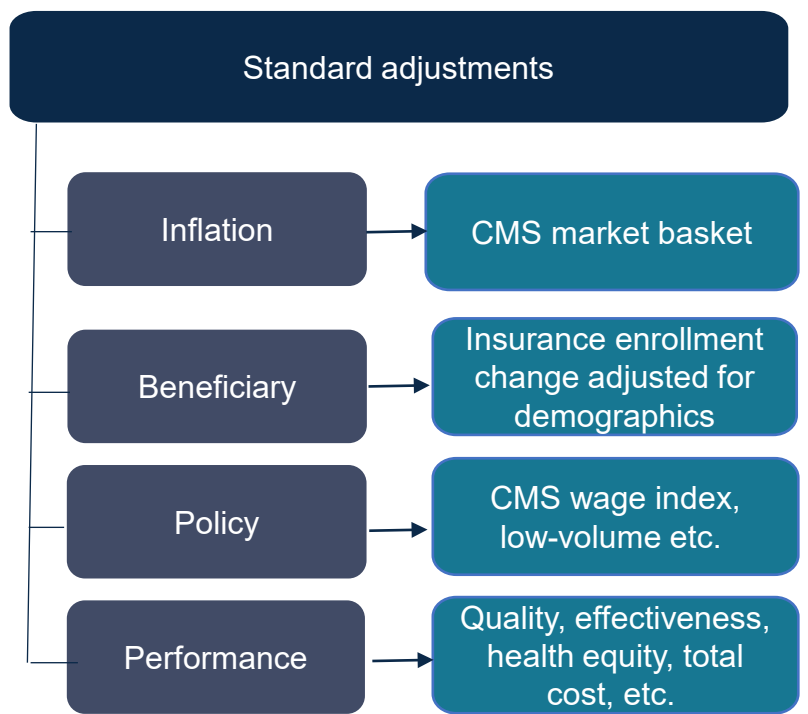 Standard adjustments
Inflation
CMS market basket
Beneficiary
Insurance enrollment
change adjusted for
demographics
Policy
CMS wage index,
low-volume etc.
Performance
Quality, effectiveness,
health equity, total
cost, etc.